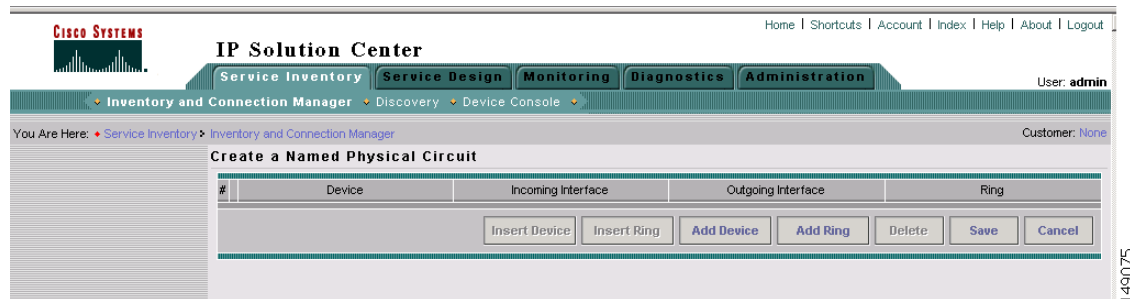 CISCO SYSTEMS
Home | Shortcuts | Account | Index | Help | About | Logout
IP Solution Center
Service Inventory Service Design Monitoring Diagnostics Administration
User: admin
Inventory and Connection Manager Discovery Device Console
You Are Here: Service Inventory Inventory and Connection Manager
Customer: None
Create a Named Physical Circuit
# Device Incoming Interface Outgoing Interface Ring
Insert Device Insert Ring Add Device Add Ring Delete Save Cancel
149075